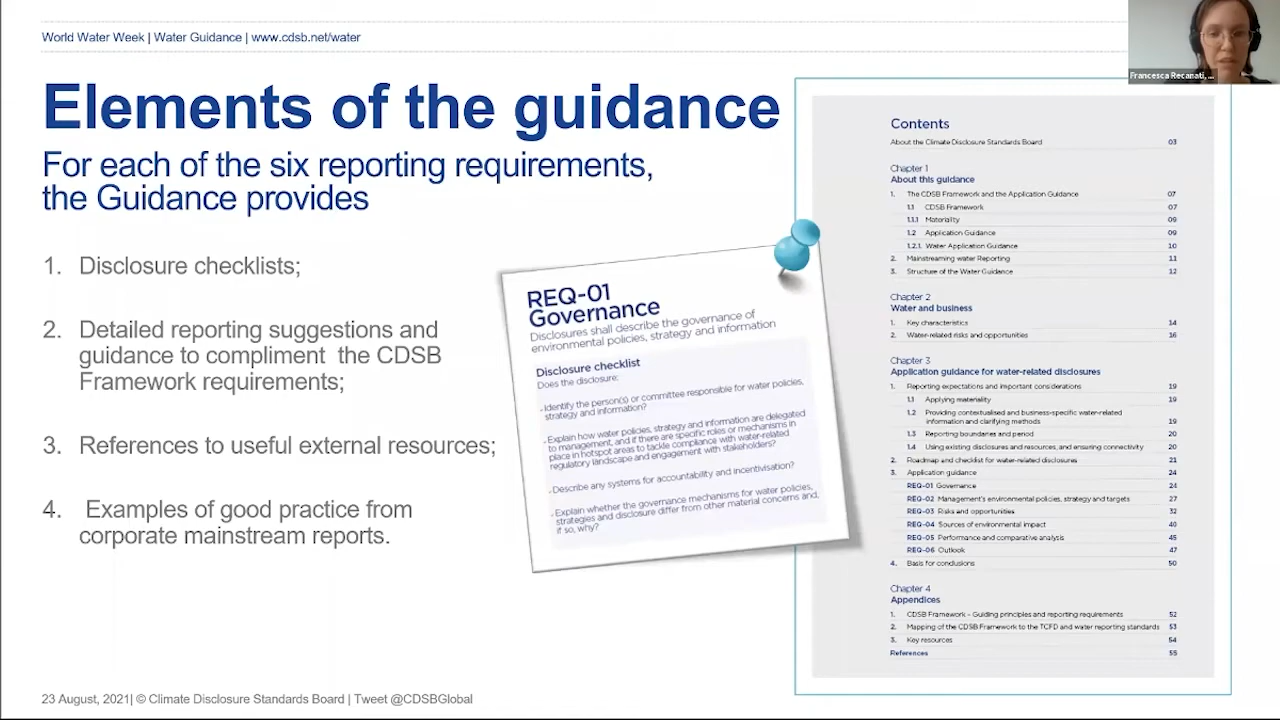 World Water Week | Water Guidance | www.cdsb.net/water
Francesca Recanati, ...
Elements of the guidance
For each of the six reporting requirements,
the Guidance provides
1. Disclosure checklists;
2. Detailed reporting suggestions and
guidance to compliment the CDSB
Framework requirements;
3. References to useful external resources;
4. Examples of good practice from
corporate mainstream reports.
REQ-01
Governance
Disclosures shall describe the governance of
environmental policies, strategy and information
Disclosure checklist
Does the disclosure:
Identify the person(s) or committee responsible for water policies,
strategy and information?
Explain how water policies, strategy and information are delegated
to management, and if there are specific roles or mechanisms in
place in hotspot areas to tackle compliance with water-related
regulatory landscape and engagement with stakeholders?
Describe any systems for accountability and incentivisation?
Explain whether the governance mechanisms for water policies,
strategies and disclosure differ from other material concerns and,
if so, why?
Contents
About the Climate Disclosure Standards Board 03
Chapter 1
About this guidance
1. The CDSB Framework and the Application Guidance 07
1.1 CDSB Framework 07
1.1.1 Materiality 09
1.2 Application Guidance 09
1.2.1. Water Application Guidance 10
2. Mainstreaming water Reporting 11
3. Structure of the Water Guidance 12
Chapter 2
Water and business
1. Key characteristics 14
2. Water-related risks and opportunities 16
Chapter 3
Application guidance for water-related disclosures
1. Reporting expectations and important considerations 19
1.1 Applying materiality 19
1.2 Providing contextualised and business-specific water-related
information and clarifying methods 19
1.3 Reporting boundaries and period 20
1.4 Using existing disclosures and resources, and ensuring connectivity 20
2. Roadmap and checklist for water-related disclosures 21
3. Application guidance 24
REQ-01 Governance 24
REQ-02 Management's environmental policies, strategy and targets 27
REQ-03 Risks and opportunities 32
REQ-04 Sources of environmental impact 40
REQ-05 Performance and comparative analysis 45
REQ-06 Outlook 47
4. Basis for conclusions 50
Chapter 4
Appendices
1. CDSB Framework – Guiding principles and reporting requirements 52
2. Mapping of the CDSB Framework to the TCFD and water reporting standards 53
3. Key resources 54
References 55
23 August, 2021| © Climate Disclosure Standards Board | Tweet @CDSBGlobal